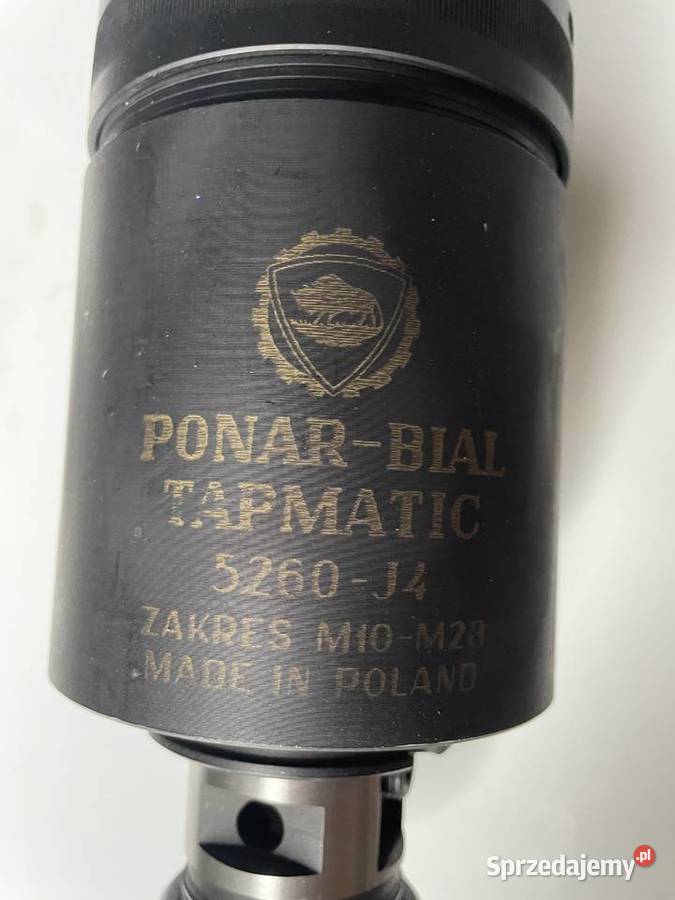 PONAR-BIAL
TAPMATIC
5260-J4
ZAKRES M10-M28
MADE IN POLAND
Sprzedajemy.pl